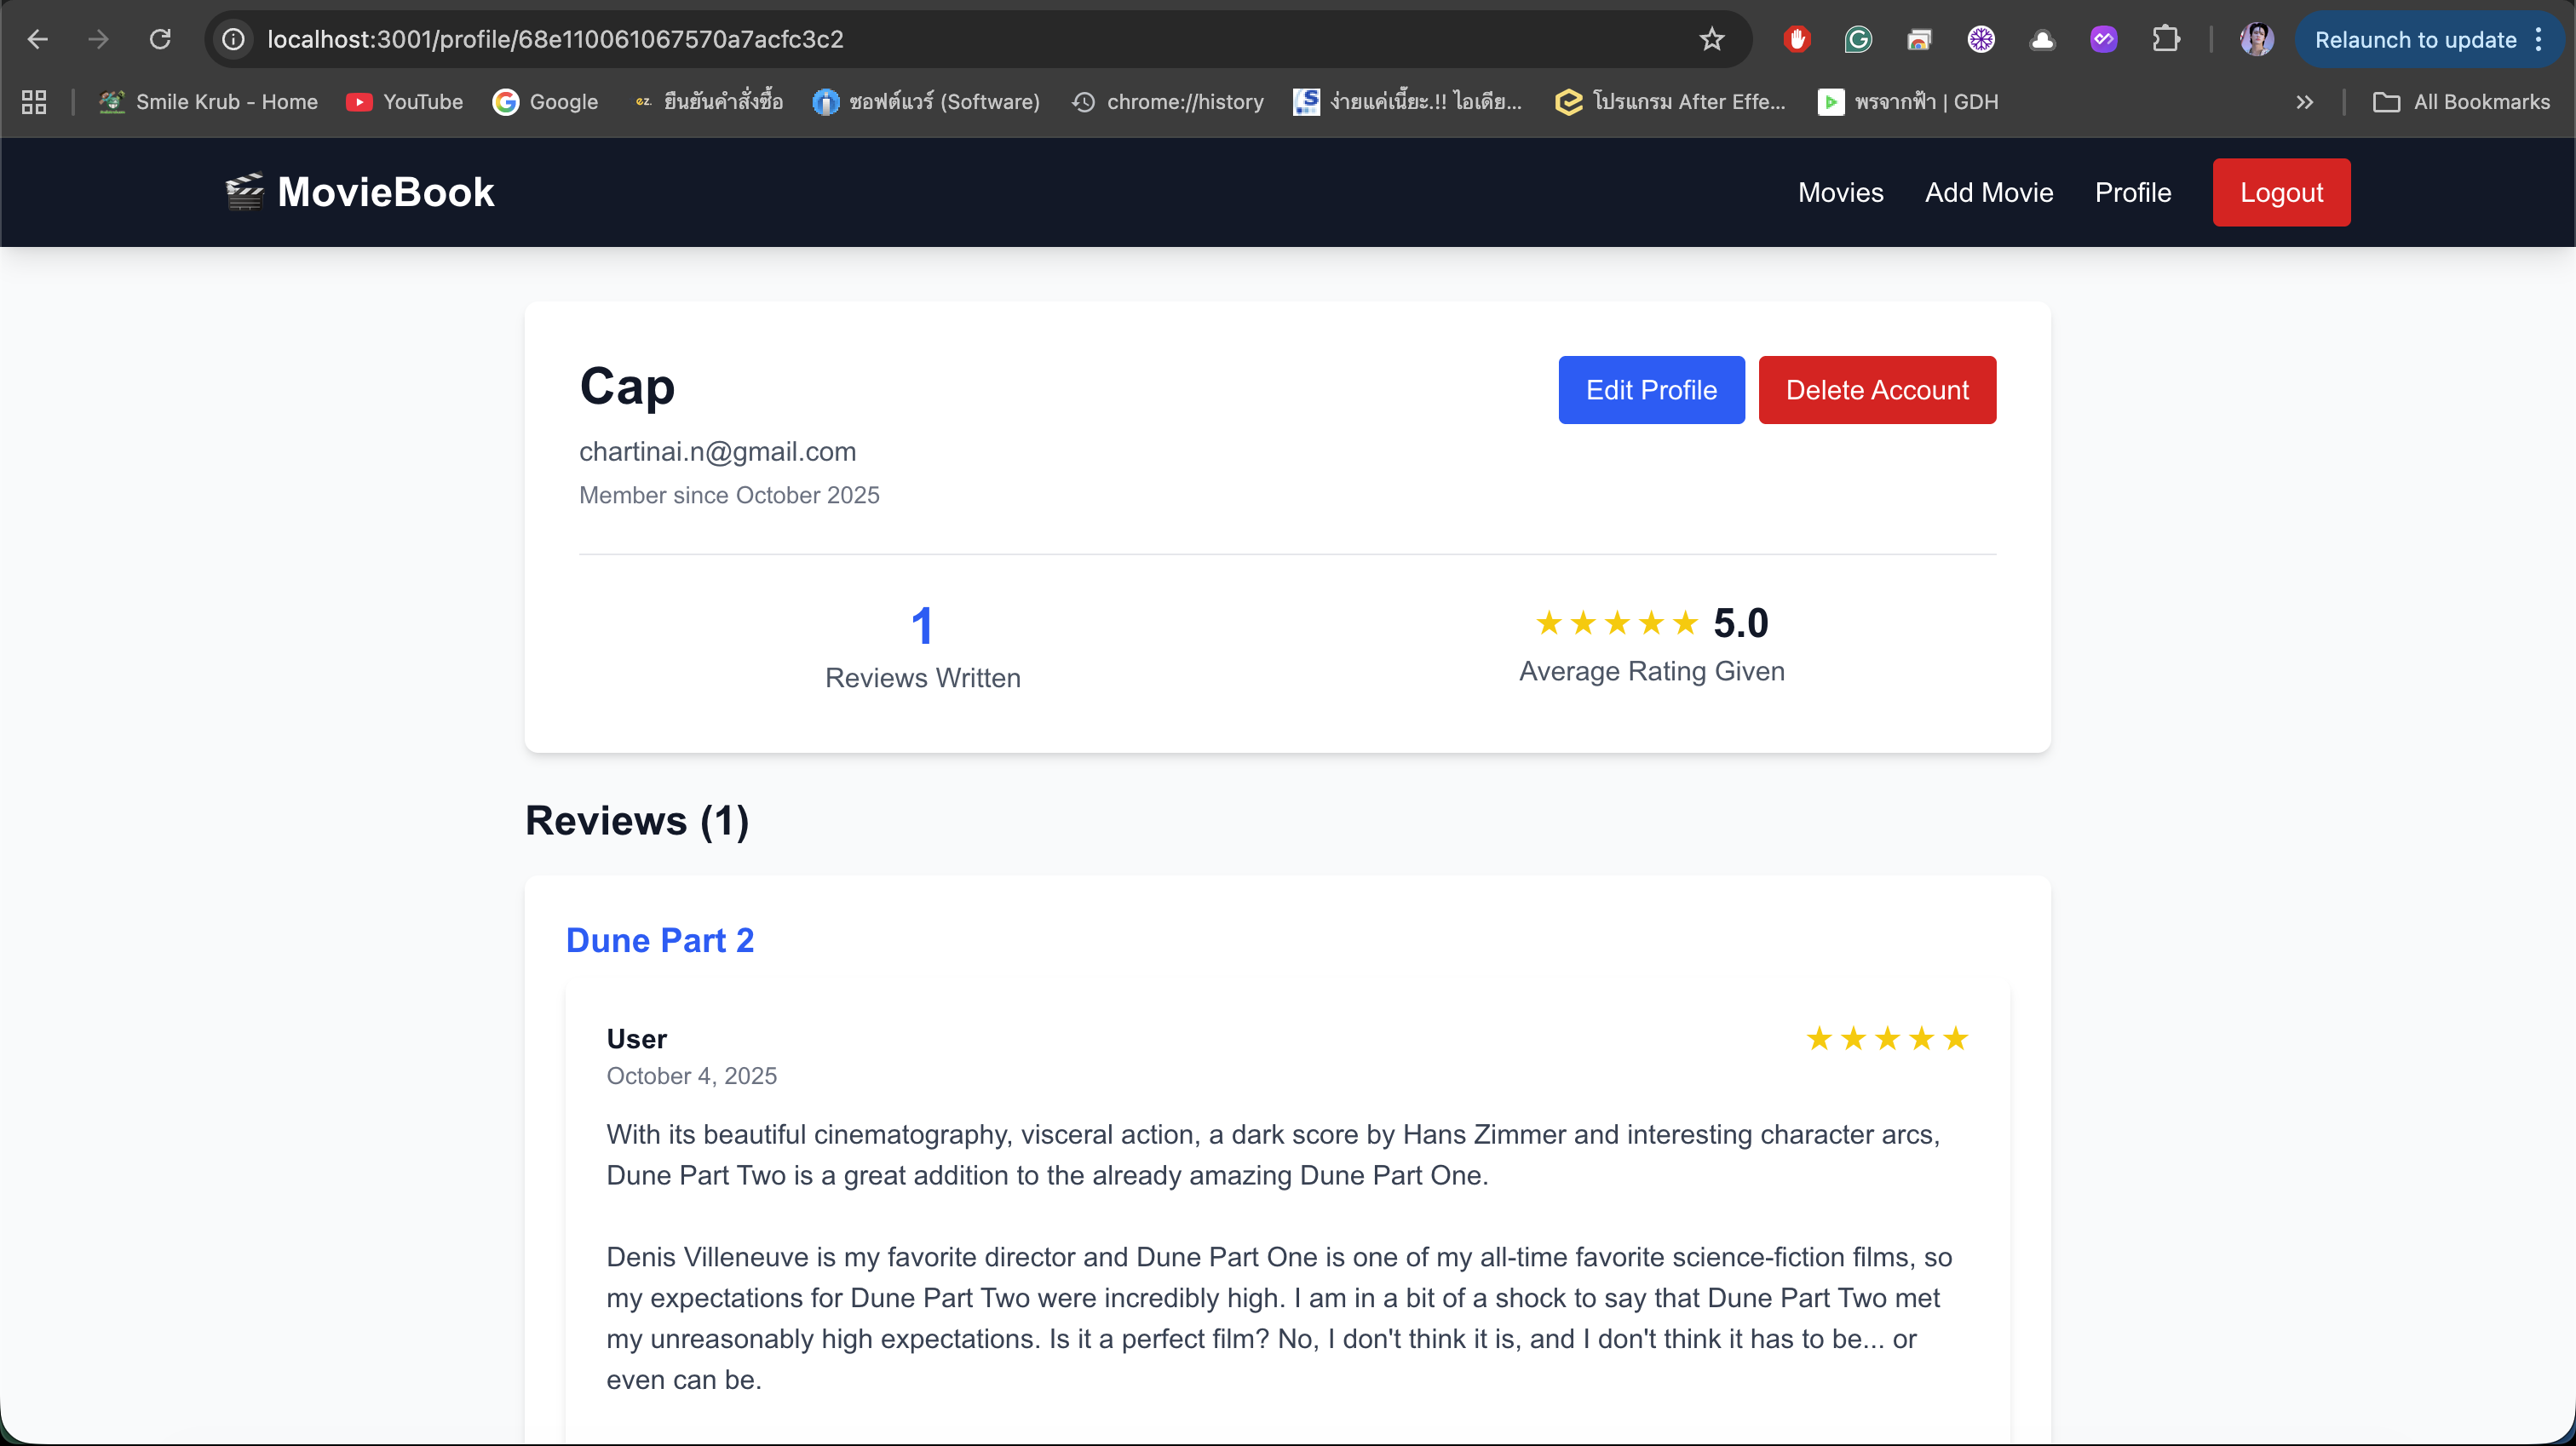 localhost:3001/profile/68e110061067570a7acfc3c2
Relaunch to update
Smile Krub - Home
YouTube
Google
ez. ยืนยันคำสั่งซื้อ
ซอฟต์แวร์ (Software)
chrome://history
ง่ายแค่เนี๊ยะ.!! ไอเดีย...
โปรแกรม After Effe...
พรจากฟ้า | GDH
All Bookmarks
MovieBook
Movies
Add Movie
Profile
Logout
Cap
Edit Profile
Delete Account
chartinai.n@gmail.com
Member since October 2025
1
Reviews Written
★★★★★ 5.0
Average Rating Given
Reviews (1)
Dune Part 2
User
★★★★★
October 4, 2025
With its beautiful cinematography, visceral action, a dark score by Hans Zimmer and interesting character arcs,
Dune Part Two is a great addition to the already amazing Dune Part One.
Denis Villeneuve is my favorite director and Dune Part One is one of my all-time favorite science-fiction films, so
my expectations for Dune Part Two were incredibly high. I am in a bit of a shock to say that Dune Part Two met
my unreasonably high expectations. Is it a perfect film? No, I don't think it is, and I don't think it has to be... or
even can be.